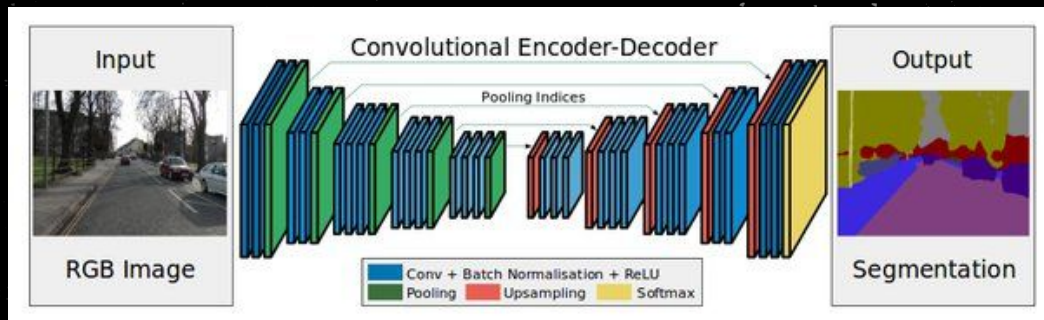 Convolutional Encoder-Decoder
Input
Output
Pooling Indices
RGB Image
Segmentation
Conv + Batch Normalisation + ReLU
Pooling Upsampling Softmax